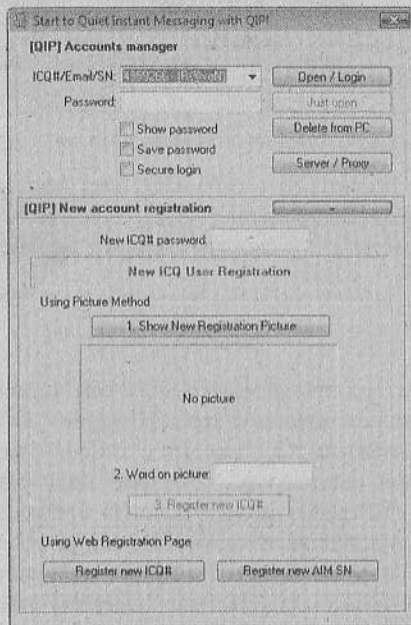 Start to Quiet Instant Messaging with QIP!
[QIP] Accounts manager
ICQ#/Email/SN:
Open / Login
Password:
Just open
Show password
Delete from PC
Save password
Secure login
Server / Proxy
[QIP] New account registration
-
New ICQ# password:
New ICQ User Registration
Using Picture Method
1. Show New Registration Picture
No picture
2. Word on picture:
3. Register new ICQ#
Using Web Registration Page
Register new ICQ#
Register new AIM SN